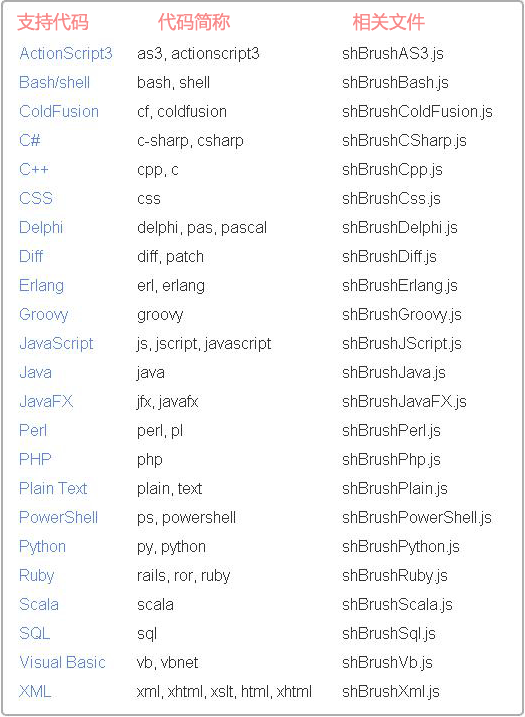 支持代码 代码简称 相关文件
ActionScript3 as3, actionscript3 shBrushAS3.js
Bash/shell bash, shell shBrushBash.js
ColdFusion cf, coldfusion shBrushColdFusion.js
C# c-sharp, csharp shBrushCSharp.js
C++ cpp, c shBrushCpp.js
CSS css shBrushCss.js
Delphi delphi, pas, pascal shBrushDelphi.js
Diff diff, patch shBrushDiff.js
Erlang erl, erlang shBrushErlang.js
Groovy groovy shBrushGroovy.js
JavaScript js, jscript, javascript shBrushJScript.js
Java java shBrushJava.js
JavaFX jfx, javafx shBrushJavaFX.js
Perl perl, pl shBrushPerl.js
PHP php shBrushPhp.js
Plain Text plain, text shBrushPlain.js
PowerShell ps, powershell shBrushPowerShell.js
Python py, python shBrushPython.js
Ruby rails, ror, ruby shBrushRuby.js
Scala scala shBrushScala.js
SQL sql shBrushSql.js
Visual Basic vb, vbnet shBrushVb.js
XML xml, xhtml, xslt, html, xhtml shBrushXml.js